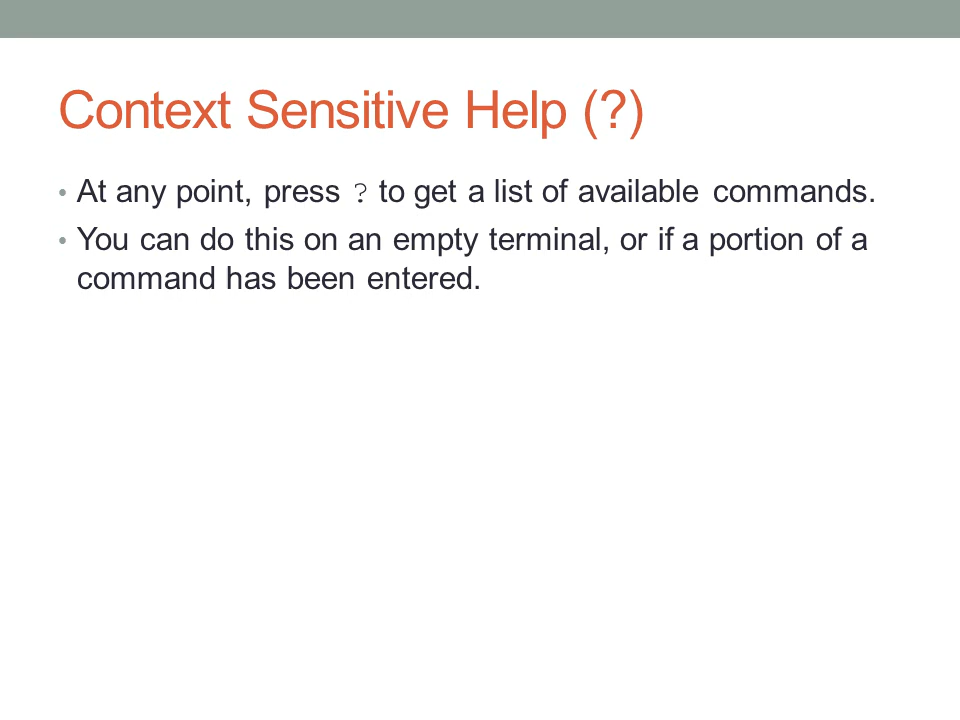 Context Sensitive Help (?)
• At any point, press ? to get a list of available commands.
• You can do this on an empty terminal, or if a portion of a
command has been entered.